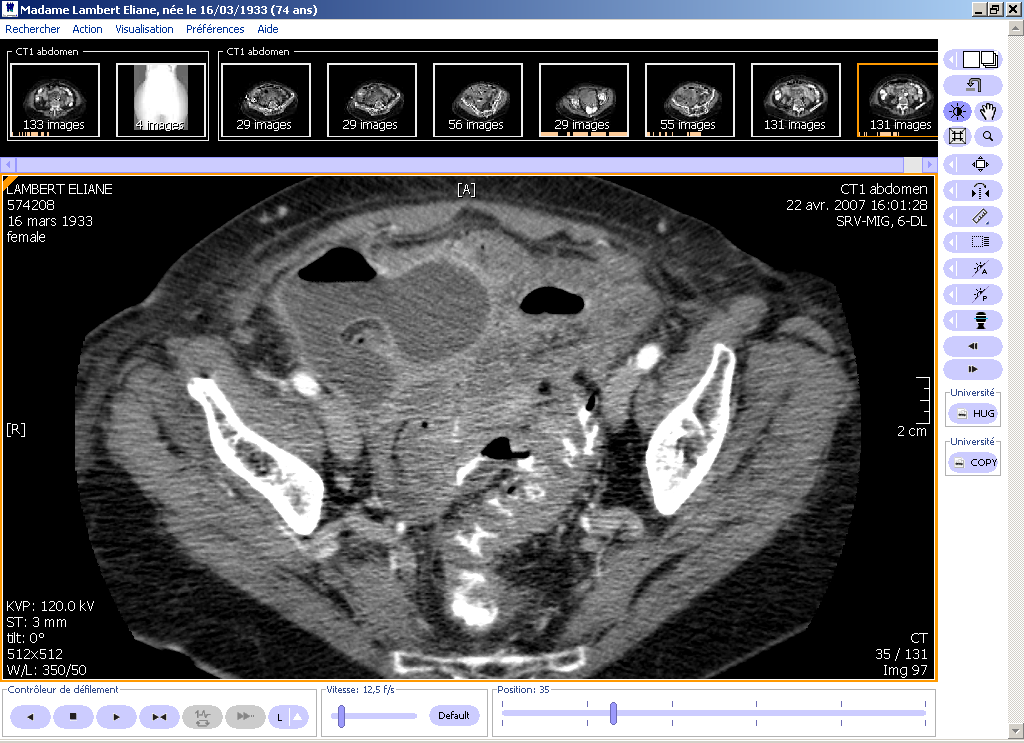 Madame Lambert Eliane, née le 16/03/1933 (74 ans)
Rechercher Action Visualisation Préférences Aide
CT1 abdomen CT1 abdomen
133 images 4 images 29 images 29 images 56 images 29 images 55 images 131 images 131 images
LAMBERT ELIANE
574208
16 mars 1933
female
[A]
CT1 abdomen
22 avr. 2007 16:01:28
SRV-MIG, 6-DL
[R]
2 cm
KVP: 120.0 kV
ST: 3 mm
tilt: 0°
512x512
W/L: 350/50
CT
35 / 131
Img 97
A
P
Université
HUG
Université
COPY
Contrôleur de défilement
L
Vitesse: 12,5 f/s
Default
Position: 35